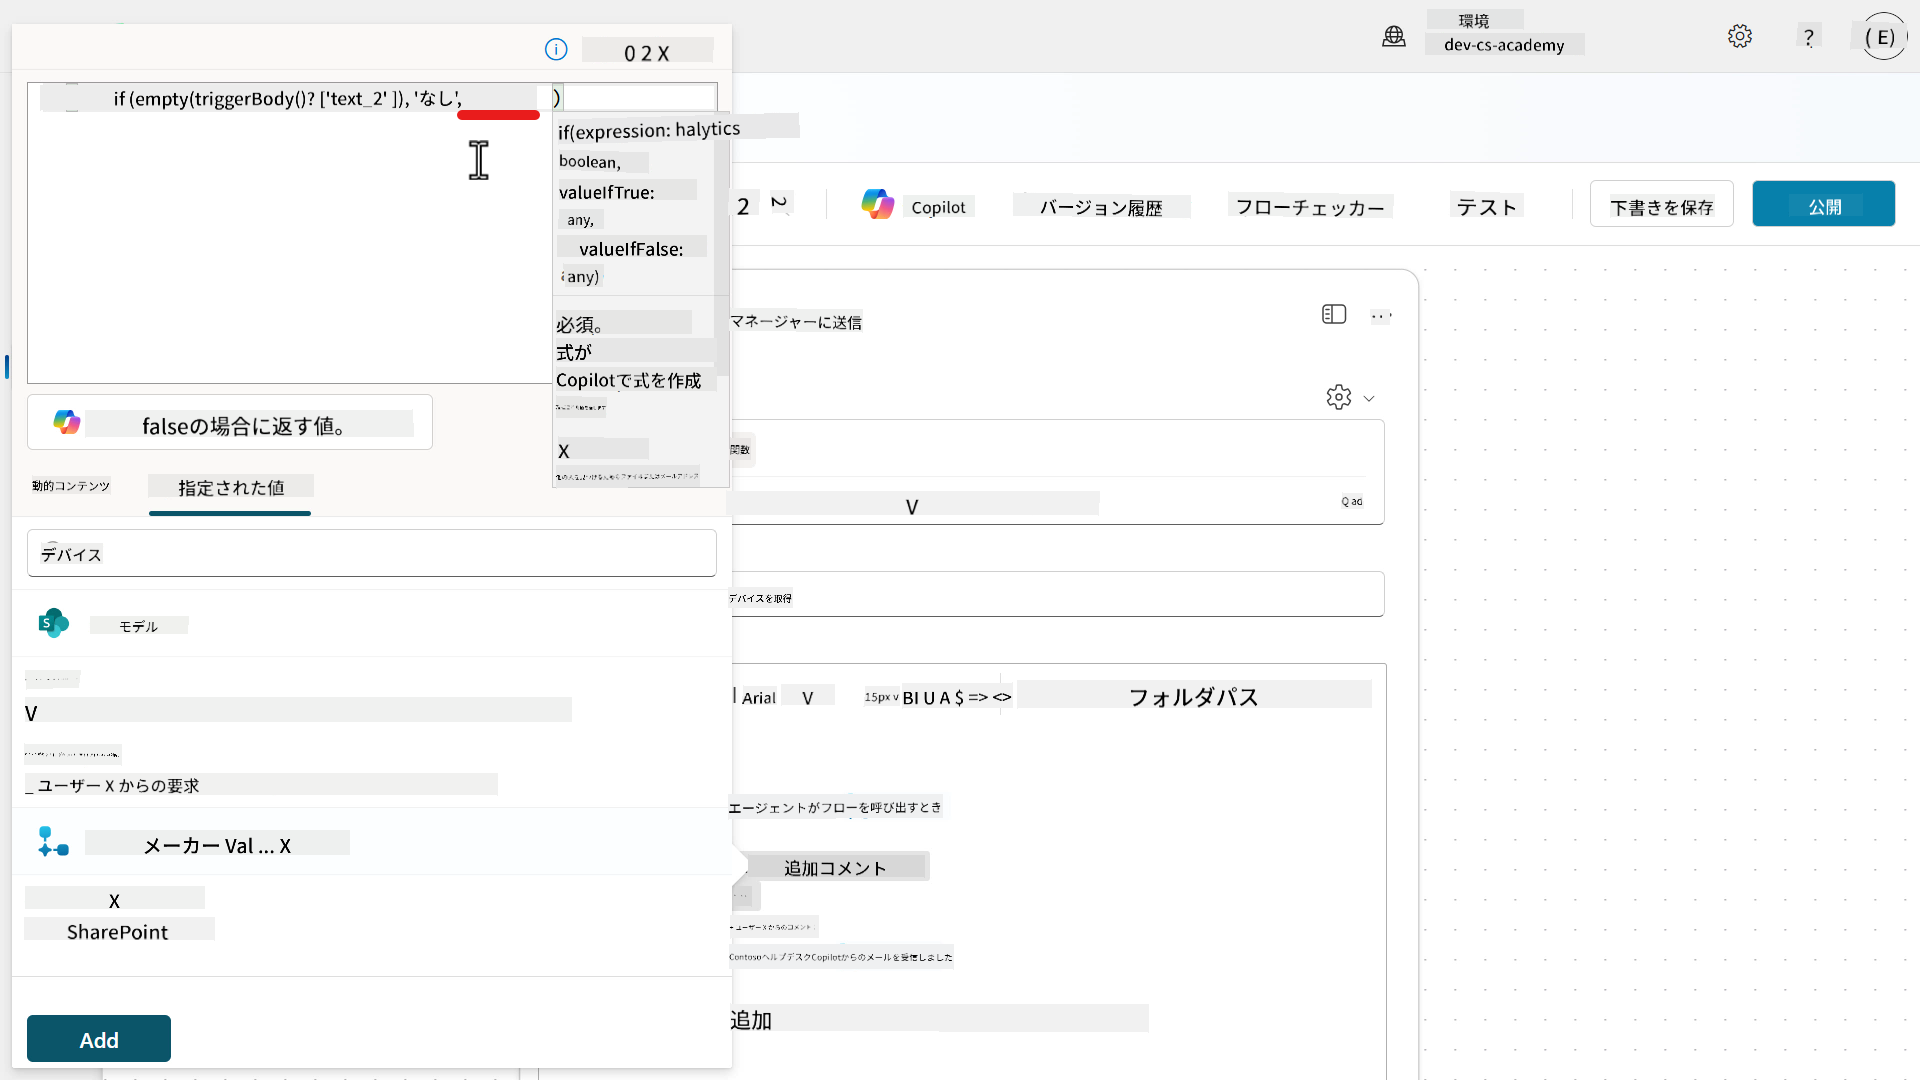 環境
dev-cs-academy
?
( E)
0 2 X
if (empty(triggerBody()? ['text_2' ]), 'なし',
)
if(expression: halytics
boolean,
valueIfTrue:
any,
valueIfFalse:
any)
必須。
式が
Copilotで式を作成
X
2
2
Copilot
バージョン履歴
フローチェッカー
テスト
下書きを保存
公開
マネージャーに送信
falseの場合に返す値。
関数
動的コンテンツ
指定された値
V
Q ad
デバイス
デバイスを取得
モデル
V
_ ユーザー X からの要求
| Arial
V
15px v
BI U A $ => <>
フォルダパス
エージェントがフローを呼び出すとき
メーカー Val ... X
追加コメント
X
SharePoint
+ ユーザー X からのコメント:
ContosoヘルプデスクCopilotからのメールを受信しました
追加
Add